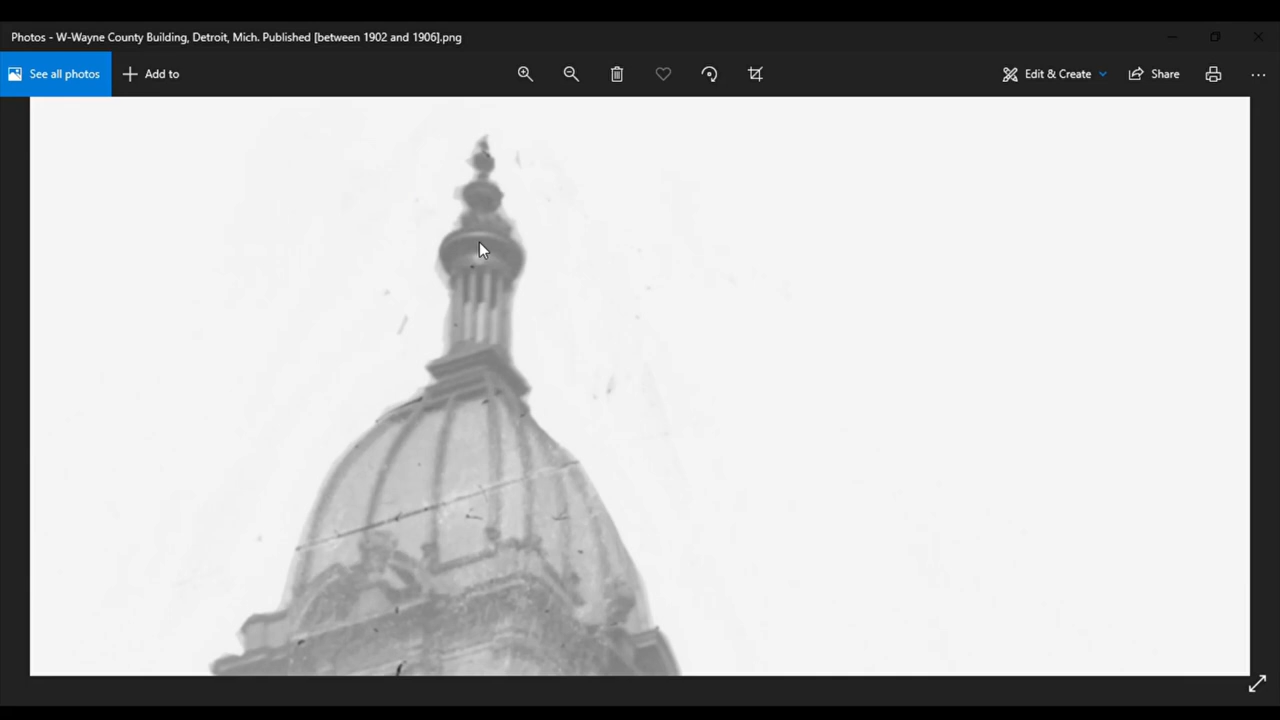 Photos - W-Wayne County Building, Detroit, Mich. Published [between 1902 and 1906].png
See all photos
Add to
Edit & Create
Share